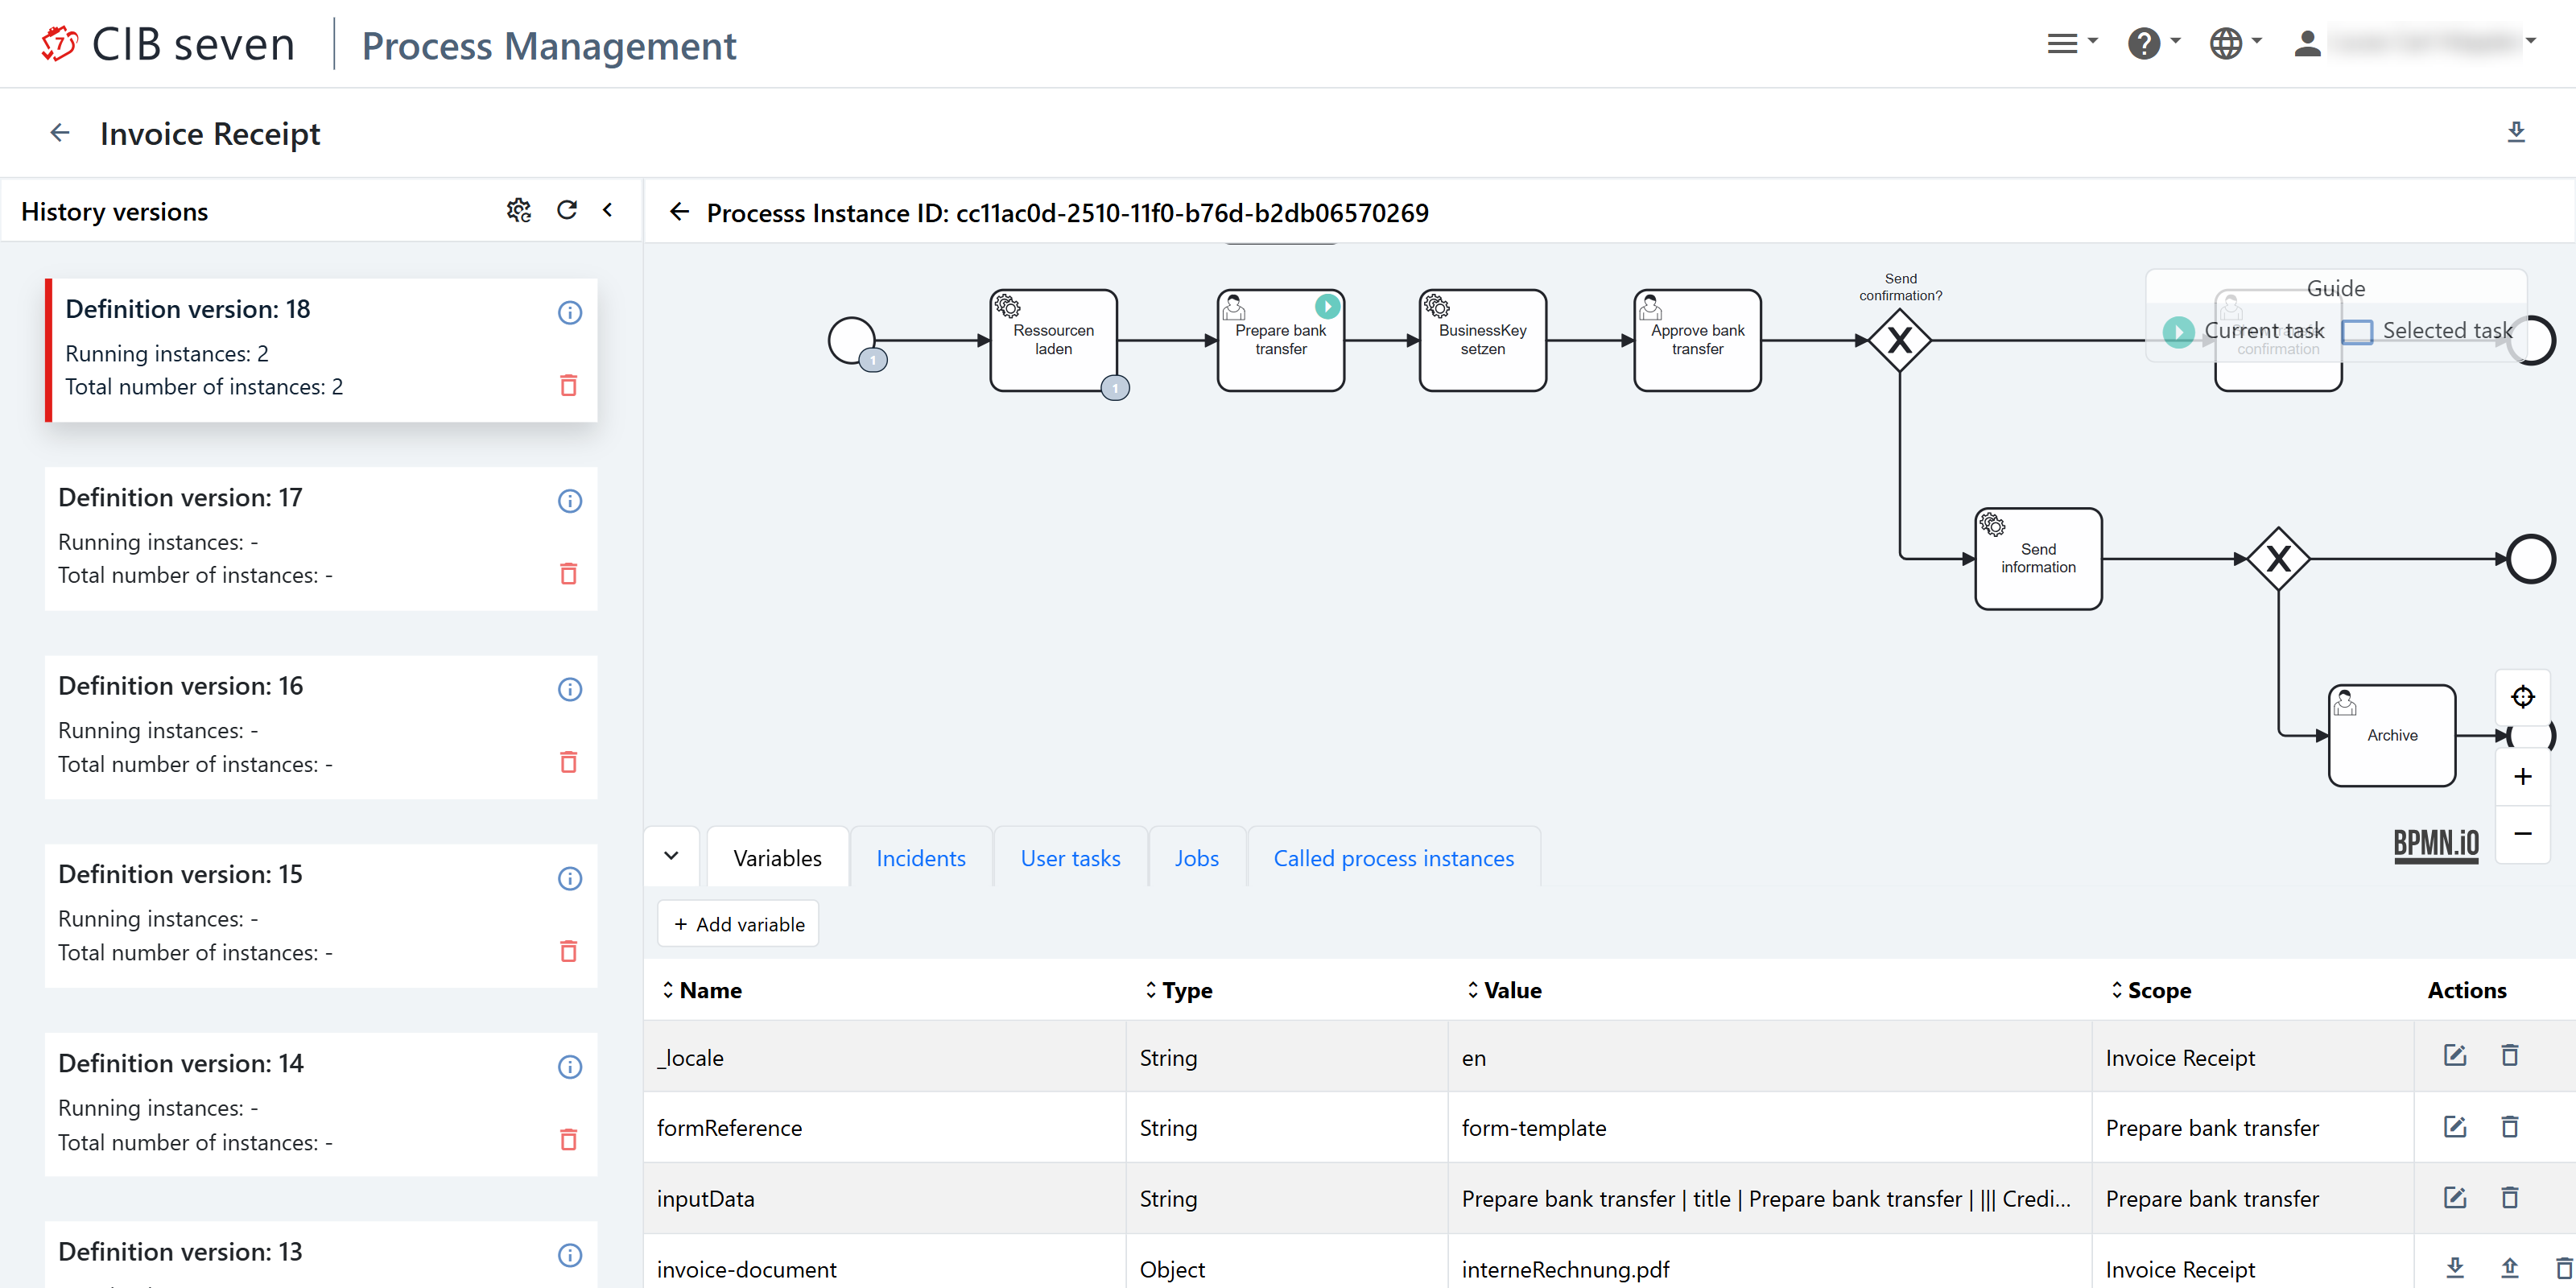 CIB seven
Process Management
Invoice Receipt
History versions
Processs Instance ID: cc11ac0d-2510-11f0-b76d-b2db06570269
Definition version: 18
Running instances: 2
Total number of instances: 2
Definition version: 17
Running instances: -
Total number of instances: -
Definition version: 16
Running instances: -
Total number of instances: -
Definition version: 15
Running instances: -
Total number of instances: -
Definition version: 14
Running instances: -
Total number of instances: -
Definition version: 13
1
Ressourcen
laden
1
Prepare bank
transfer
BusinessKey
setzen
Approve bank
transfer
Send
confirmation?
Guide
Current task
Selected task
confirmation
Send
information
Archive
BPMN.iO
Variables
Incidents
User tasks
Jobs
Called process instances
+ Add variable
Name Type Value Scope Actions
_locale String en Invoice Receipt
formReference String form-template Prepare bank transfer
inputData String Prepare bank transfer | title | Prepare bank transfer | ||| Credi... Prepare bank transfer
invoice-document Object interneRechnung.pdf Invoice Receipt